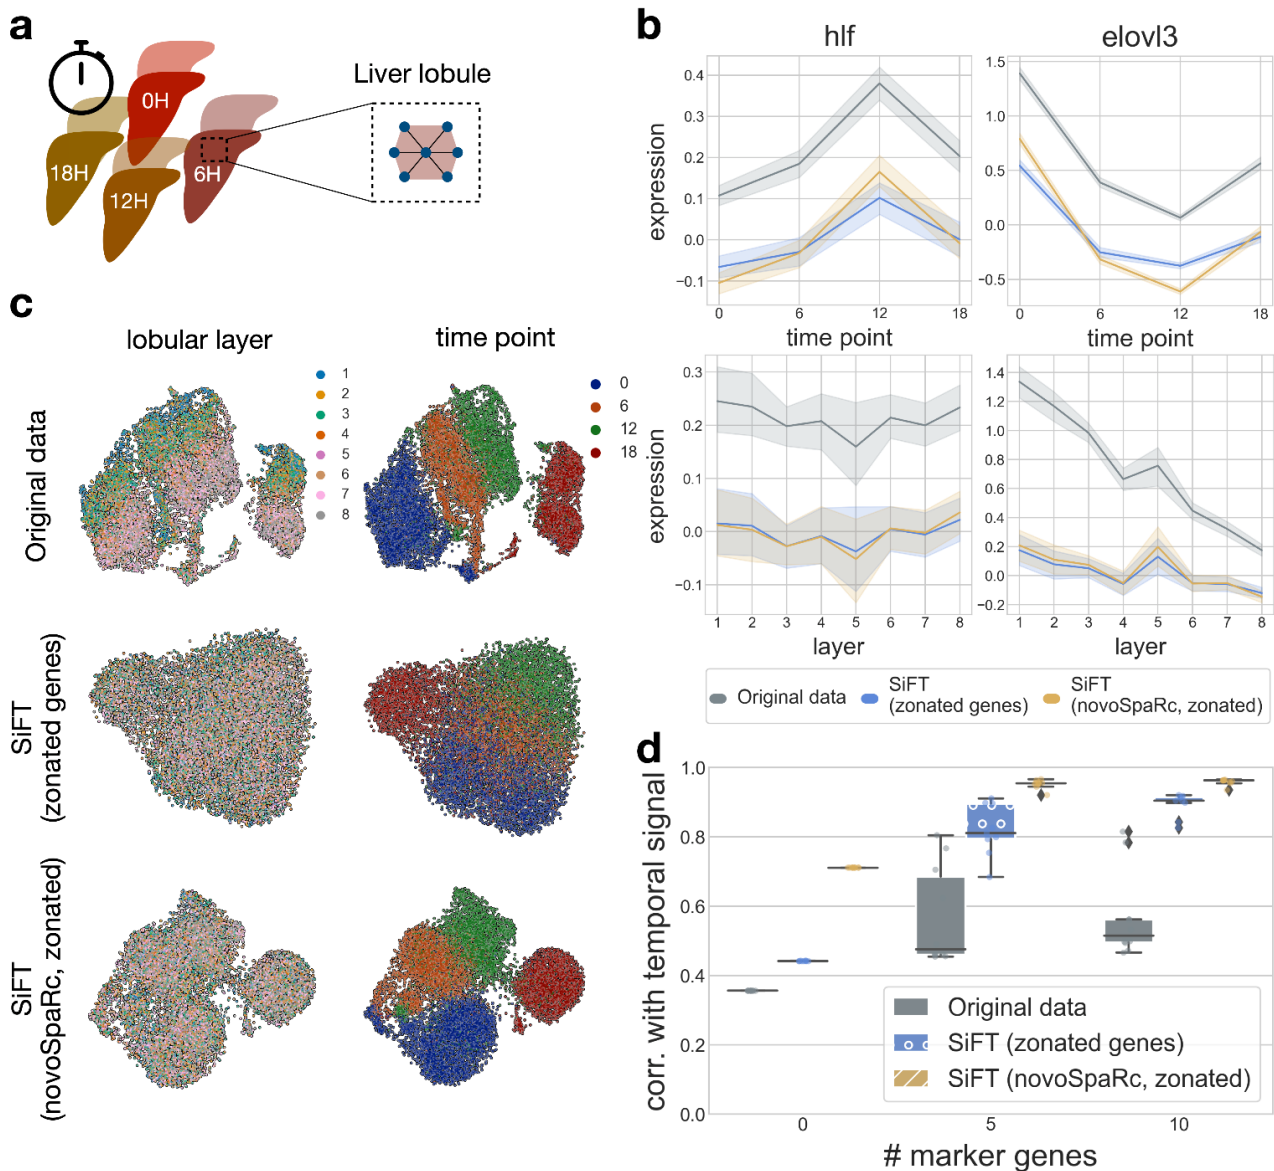 a
0H
18H
12H
6H
Liver lobule
b
hlf
elovl3
expression
0.4
0.3
0.2
0.1
0.0
−0.1
0
6
12
18
time point
1.5
1.0
0.5
0.0
−0.5
0
6
12
18
time point
expression
0.3
0.2
0.1
0.0
−0.1
1
2
3
4
5
6
7
8
layer
1.4
1.2
1.0
0.8
0.6
0.4
0.2
0.0
−0.2
1
2
3
4
5
6
7
8
layer
Original data
SiFT
(zonated genes)
SiFT
(novoSpaRc, zonated)
c
lobular layer
time point
1
2
3
4
5
6
7
8
0
6
12
18
Original data
SiFT
(zonated genes)
SiFT
(novoSpaRc, zonated)
d
corr. with temporal signal
1.0
0.8
0.6
0.4
0.2
0.0
0
5
10
# marker genes
Original data
SiFT (zonated genes)
SiFT (novoSpaRc, zonated)